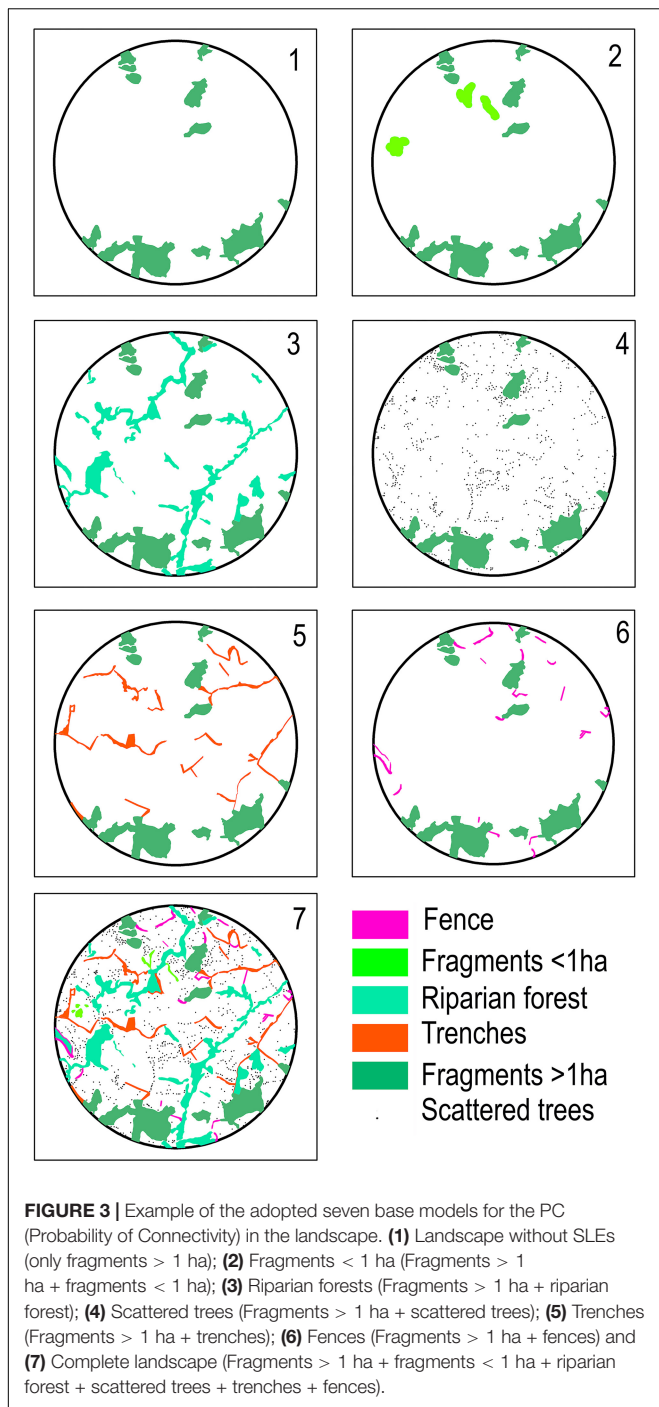 1
2
3
4
5
6
7
Fence
Fragments <1ha
Riparian forest
Trenches
Fragments >1ha
Scattered trees
FIGURE 3 | Example of the adopted seven base models for the PC
(Probability of Connectivity) in the landscape. (1) Landscape without SLEs
(only fragments > 1 ha); (2) Fragments < 1 ha (Fragments > 1
ha + fragments < 1 ha); (3) Riparian forests (Fragments > 1 ha + riparian
forest); (4) Scattered trees (Fragments > 1 ha + scattered trees); (5) Trenches
(Fragments > 1 ha + trenches); (6) Fences (Fragments > 1 ha + fences) and
(7) Complete landscape (Fragments > 1 ha + fragments < 1 ha + riparian
forest + scattered trees + trenches + fences).